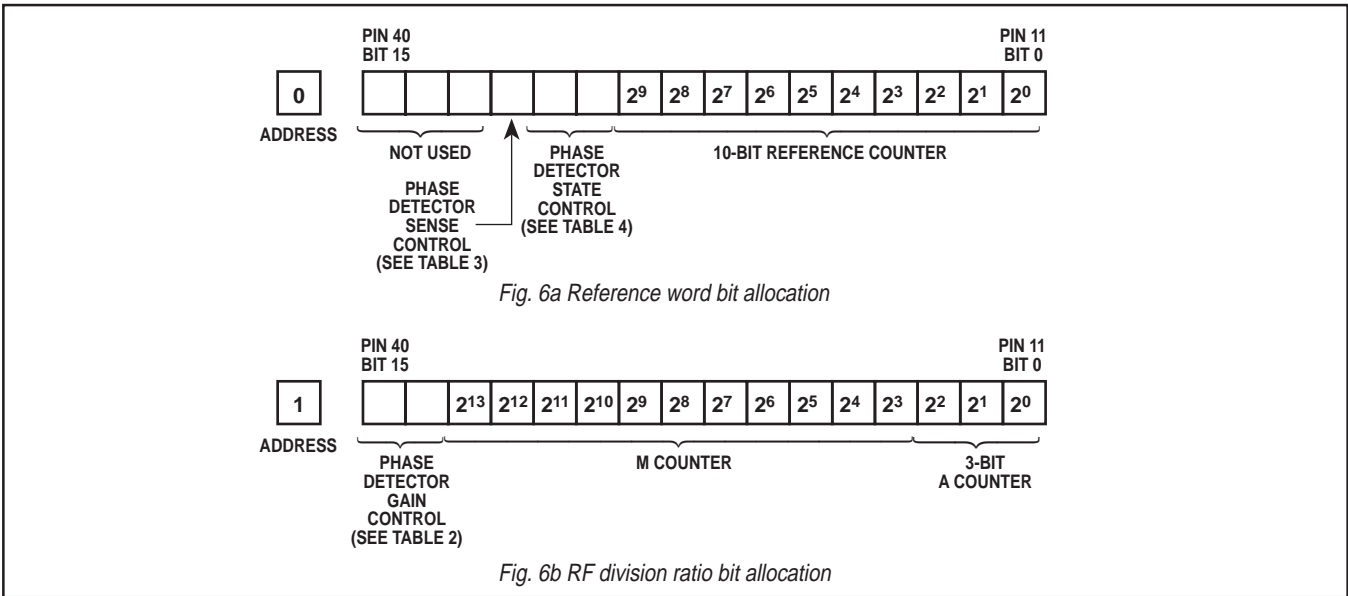 PIN 40
BIT 15
PIN 11
BIT 0
0
2⁹ 2⁸ 2⁷ 2⁶ 2⁵ 2⁴ 2³ 2² 2¹ 2⁰
ADDRESS
NOT USED
PHASE
DETECTOR
STATE
CONTROL
(SEE TABLE 4)
10-BIT REFERENCE COUNTER
PHASE
DETECTOR
SENSE
CONTROL
(SEE TABLE 3)
Fig. 6a Reference word bit allocation
PIN 40
BIT 15
PIN 11
BIT 0
1
2¹³ 2¹² 2¹¹ 2¹⁰ 2⁹ 2⁸ 2⁷ 2⁶ 2⁵ 2⁴ 2³ 2² 2¹ 2⁰
ADDRESS
PHASE
DETECTOR
GAIN
CONTROL
(SEE TABLE 2)
M COUNTER
3-BIT
A COUNTER
Fig. 6b RF division ratio bit allocation